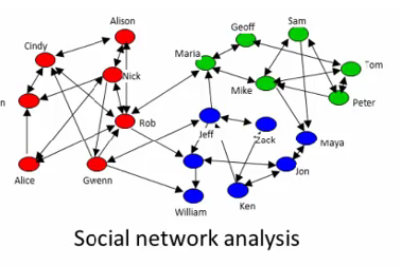 Alison
Geoff
Sam
Cindy
Maria
Tom
Nick
Mike
Peter
Rob
Jeff
Zack
Maya
Alice
Gwenn
Jon
William
Ken
Social network analysis